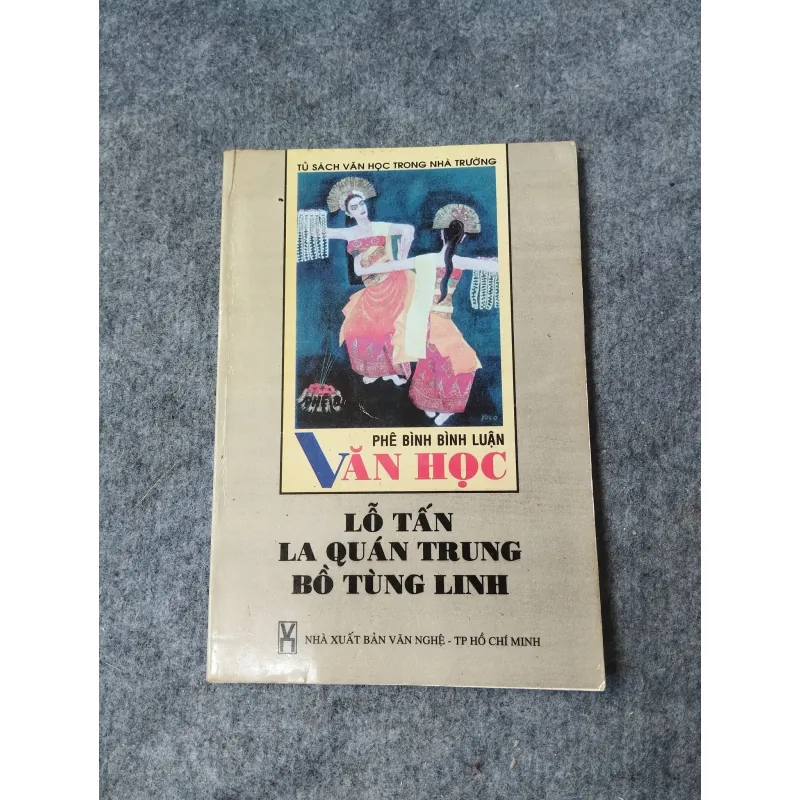 TỦ SÁCH VĂN HỌC TRONG NHÀ TRƯỜNG
PHÊ BÌNH BÌNH LUẬN
VĂN HỌC
LỖ TẤN
LA QUÁN TRUNG
BỒ TÙNG LINH
NHÀ XUẤT BẢN VĂN NGHỆ - TP HỒ CHÍ MINH